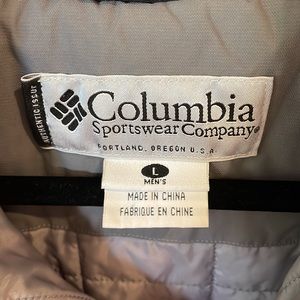 AUTHENTIC ISSUE
Columbia
Sportswear Company®
PORTLAND, OREGON U.S.A.
L
MEN'S
MADE IN CHINA
FABRIQUE EN CHINE